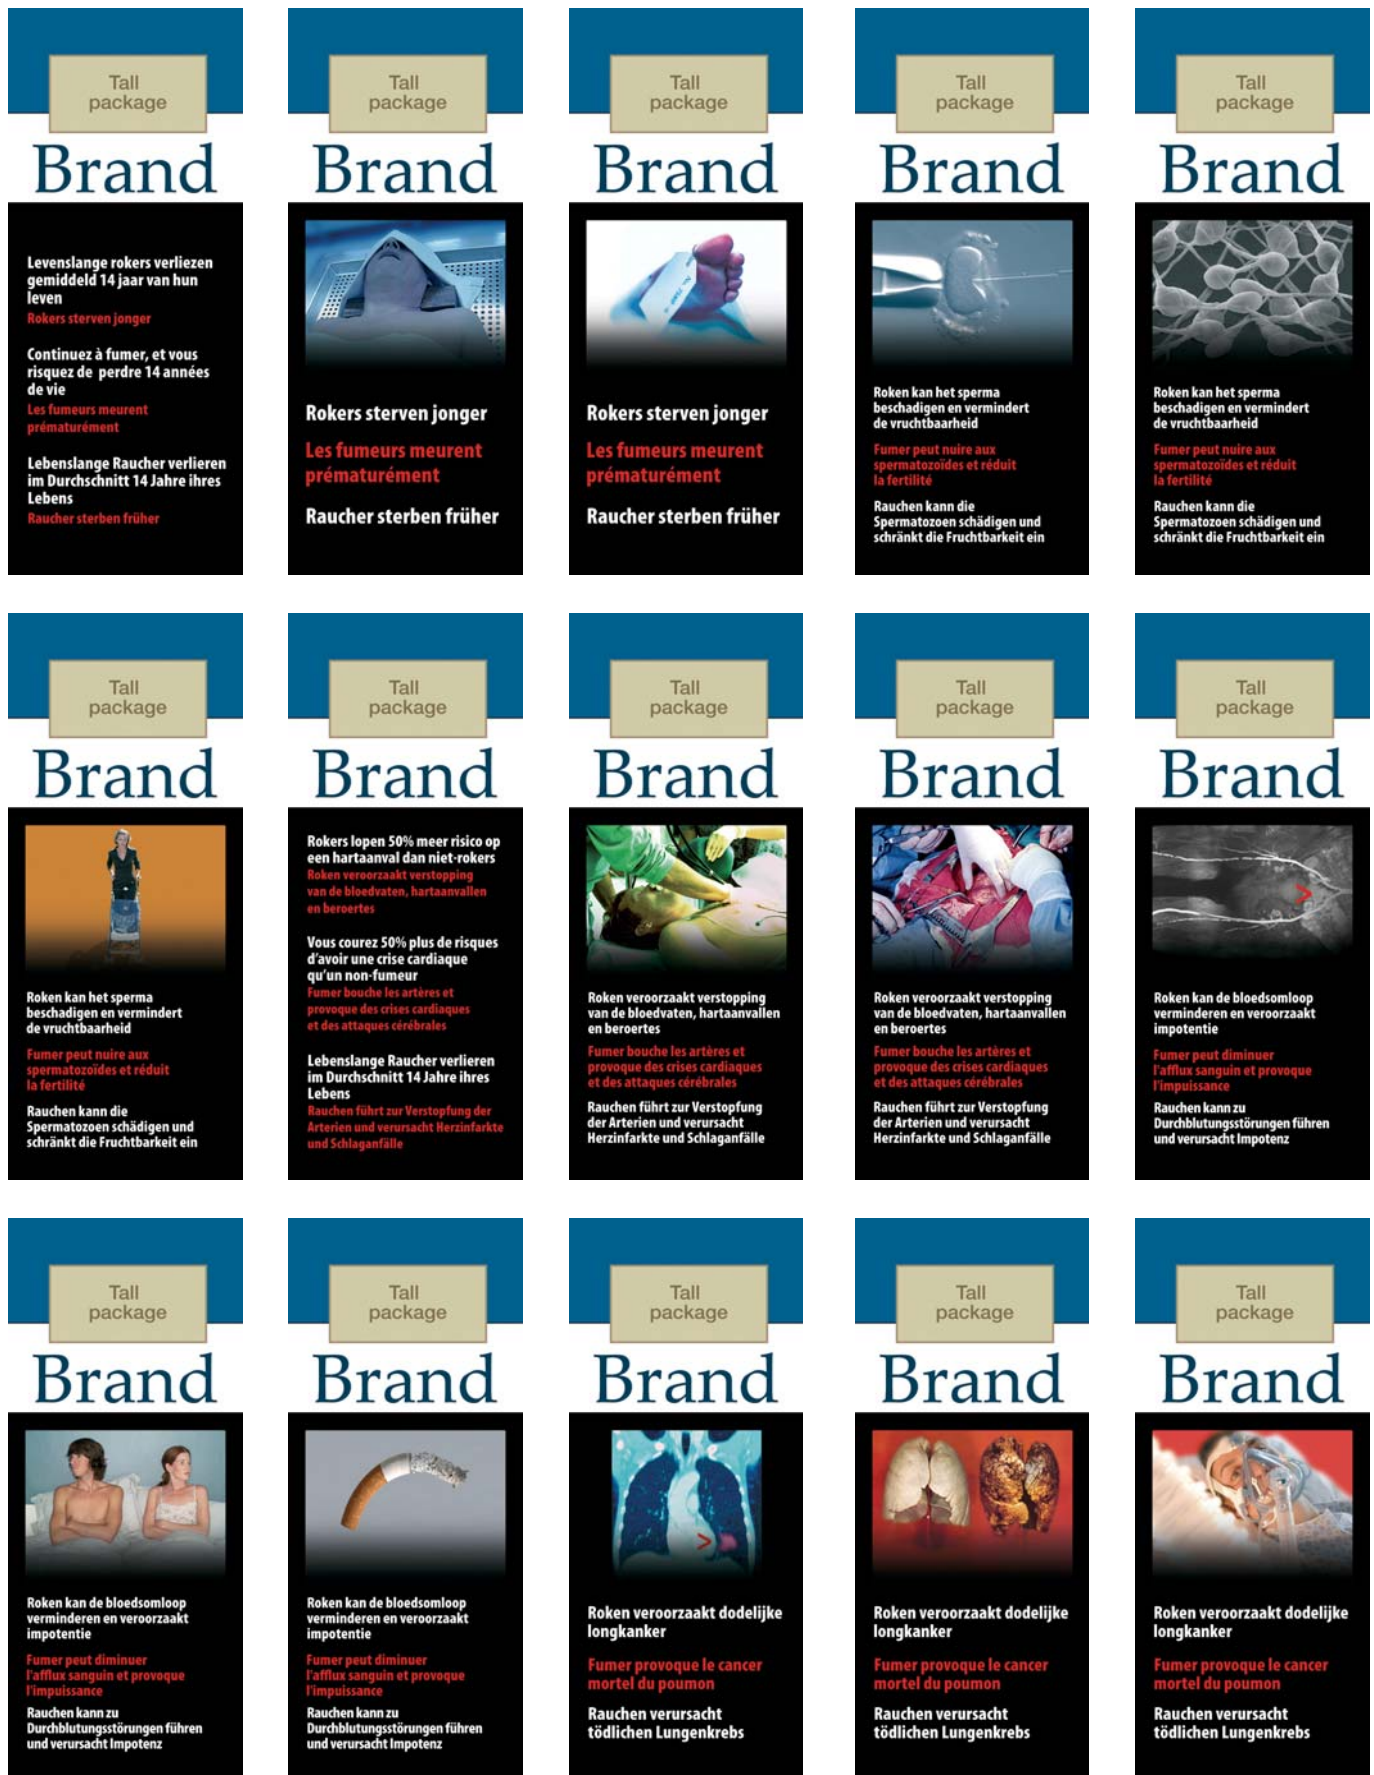 Tall
package
Brand
Levenslange rokers verliezen
gemiddeld 14 jaar van hun
leven
Rokers sterven jonger
Continuez à fumer, et vous
risquez de perdre 14 années
de vie
Les fumeurs meurent
prématurément
Lebenslange Raucher verlieren
im Durchschnitt 14 Jahre ihres
Lebens
Raucher sterben früher
Tall
package
Brand
Rokers sterven jonger
Les fumeurs meurent
prématurément
Raucher sterben früher
Tall
package
Brand
Rokers sterven jonger
Les fumeurs meurent
prématurément
Raucher sterben früher
Tall
package
Brand
Roken kan het sperma
beschadigen en vermindert
de vruchtbaarheid
Fumer peut nuire aux
spermatozoïdes et réduit
la fertilité
Rauchen kann die
Spermatozoen schädigen und
schränkt die Fruchtbarkeit ein
Tall
package
Brand
Roken kan het sperma
beschadigen en vermindert
de vruchtbaarheid
Fumer peut nuire aux
spermatozoïdes et réduit
la fertilité
Rauchen kann die
Spermatozoen schädigen und
schränkt die Fruchtbarkeit ein
Tall
package
Brand
Roken kan het sperma
beschadigen en vermindert
de vruchtbaarheid
Fumer peut nuire aux
spermatozoïdes et réduit
la fertilité
Rauchen kann die
Spermatozoen schädigen und
schränkt die Fruchtbarkeit ein
Tall
package
Brand
Rokers lopen 50% meer risico op
een hartaanval dan niet-rokers
Roken veroorzaakt verstopping
van de bloedvaten, hartaanvallen
en beroertes
Vous courez 50% plus de risques
d'avoir une crise cardiaque
qu'un non-fumeur
Fumer bouche les artères et
provoque des crises cardiaques
et des attaques cérébrales
Lebenslange Raucher verlieren
im Durchschnitt 14 Jahre ihres
Lebens
Rauchen führt zur Verstopfung der
Arterien und verursacht Herzinfarkte
und Schlaganfälle
Tall
package
Brand
Roken veroorzaakt verstopping
van de bloedvaten, hartaanvallen
en beroertes
Fumer bouche les artères et
provoque des crises cardiaques
et des attaques cérébrales
Rauchen führt zur Verstopfung
der Arterien und verursacht
Herzinfarkte und Schlaganfälle
Tall
package
Brand
Roken veroorzaakt verstopping
van de bloedvaten, hartaanvallen
en beroertes
Fumer bouche les artères et
provoque des crises cardiaques
et des attaques cérébrales
Rauchen führt zur Verstopfung
der Arterien und verursacht
Herzinfarkte und Schlaganfälle
Tall
package
Brand
Roken kan de bloedsomloop
verminderen en veroorzaakt
impotentie
Fumer peut diminuer
l'afflux sanguin et provoque
l'impuissance
Rauchen kann zu
Durchblutungsstörungen führen
und verursacht Impotenz
Tall
package
Brand
Roken kan de bloedsomloop
verminderen en veroorzaakt
impotentie
Fumer peut diminuer
l'afflux sanguin et provoque
l'impuissance
Rauchen kann zu
Durchblutungsstörungen führen
und verursacht Impotenz
Tall
package
Brand
Roken kan de bloedsomloop
verminderen en veroorzaakt
impotentie
Fumer peut diminuer
l'afflux sanguin et provoque
l'impuissance
Rauchen kann zu
Durchblutungsstörungen führen
und verursacht Impotenz
Tall
package
Brand
Roken veroorzaakt dodelijke
longkanker
Fumer provoque le cancer
mortel du poumon
Rauchen verursacht
tödlichen Lungenkrebs
Tall
package
Brand
Roken veroorzaakt dodelijke
longkanker
Fumer provoque le cancer
mortel du poumon
Rauchen verursacht
tödlichen Lungenkrebs
Tall
package
Brand
Roken veroorzaakt dodelijke
longkanker
Fumer provoque le cancer
mortel du poumon
Rauchen verursacht
tödlichen Lungenkrebs